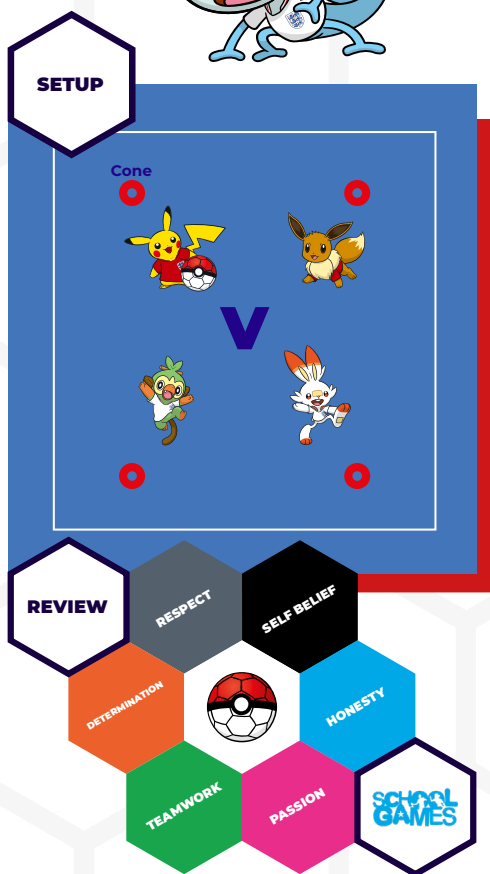 SETUP
Cone
V
REVIEW
RESPECT
SELF BELIEF
DETERMINATION
HONESTY
TEAMWORK
PASSION
SCHOOL
GAMES